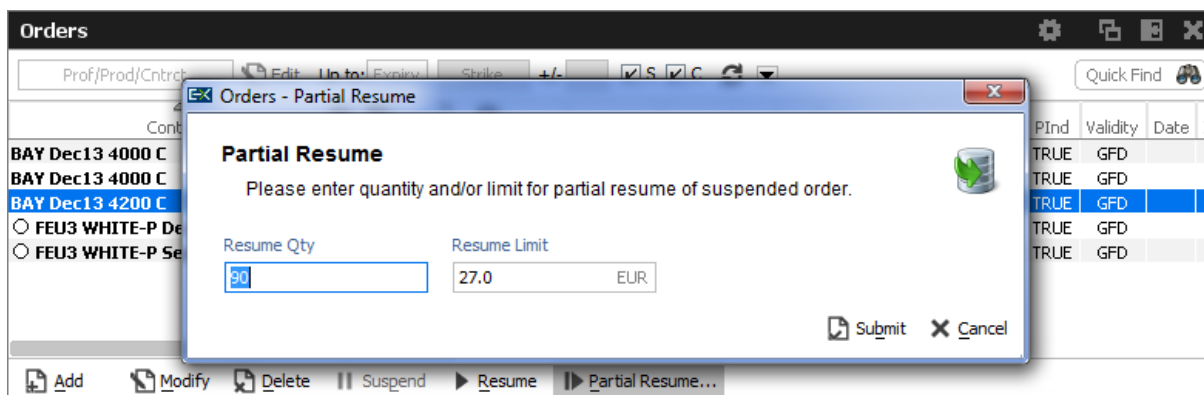 Orders
Prof/Prod/Cntrct Edit Up to: Expiry Strike +/- S C Quick Find
Orders - Partial Resume
Cont PInd Validity Date
BAY Dec13 4000 C TRUE GFD
BAY Dec13 4000 C TRUE GFD
BAY Dec13 4200 C TRUE GFD
FEU3 WHITE-P De TRUE GFD
FEU3 WHITE-P Se TRUE GFD
Partial Resume
Please enter quantity and/or limit for partial resume of suspended order.
Resume Qty Resume Limit
90 27.0 EUR
Submit Cancel
Add Modify Delete Suspend Resume Partial Resume...